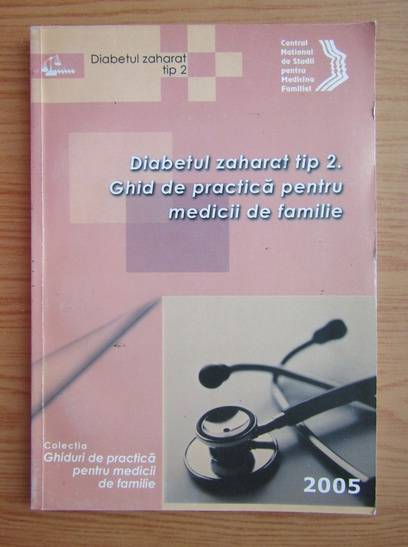 Diabetul zaharat
tip 2
Centrul
National
de Studii
pentru
Medicina
Familiei
Diabetul zaharat tip 2.
Ghid de practică pentru
medicii de familie
Colectia
Ghiduri de practică
pentru medicii
de familie
2005